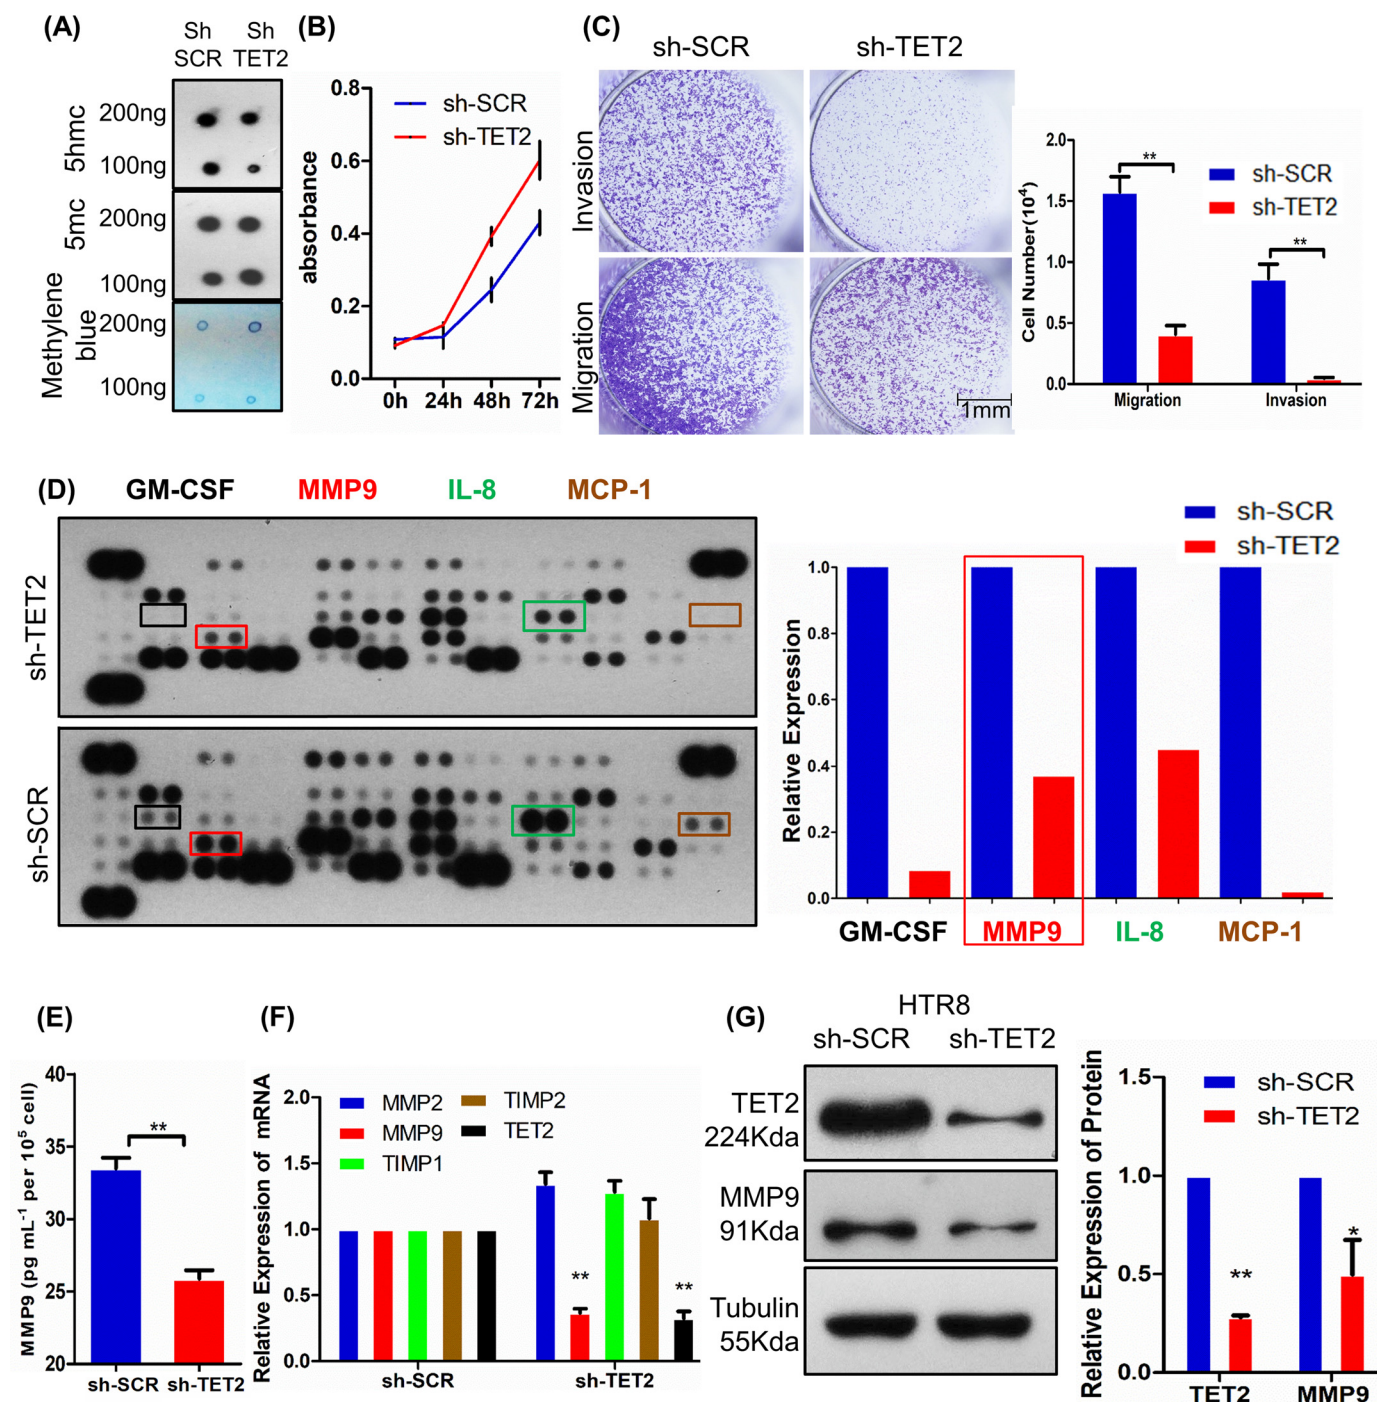 (A)
Sh
SCR
Sh
TET2
5hmc
200ng
100ng
5mc
200ng
100ng
Methylene
blue
200ng
100ng
(B)
absorbance
0.8
0.6
0.4
0.2
0.0
sh-SCR
sh-TET2
0h
24h
48h
72h
(C)
sh-SCR
sh-TET2
Invasion
Migration
1mm
Cell Number(10⁴)
2.0
1.5
1.0
0.5
0.0
**
**
sh-SCR
sh-TET2
Migration
Invasion
(D)
GM-CSF
MMP9
IL-8
MCP-1
sh-TET2
sh-SCR
sh-SCR
sh-TET2
Relative Expression
1.0
0.8
0.6
0.4
0.2
0.0
GM-CSF
MMP9
IL-8
MCP-1
(E)
MMP9 (pg mL⁻¹ per 10⁵ cell)
40
35
30
25
20
**
sh-SCR
sh-TET2
(F)
Relative Expression of mRNA
2.0
1.5
1.0
0.5
0.0
MMP2
MMP9
TIMP1
TIMP2
TET2
**
**
sh-SCR
sh-TET2
(G)
HTR8
sh-SCR
sh-TET2
TET2
224Kda
MMP9
91Kda
Tubulin
55Kda
Relative Expression of Protein
1.5
1.0
0.5
0.0
sh-SCR
sh-TET2
**
*
TET2
MMP9